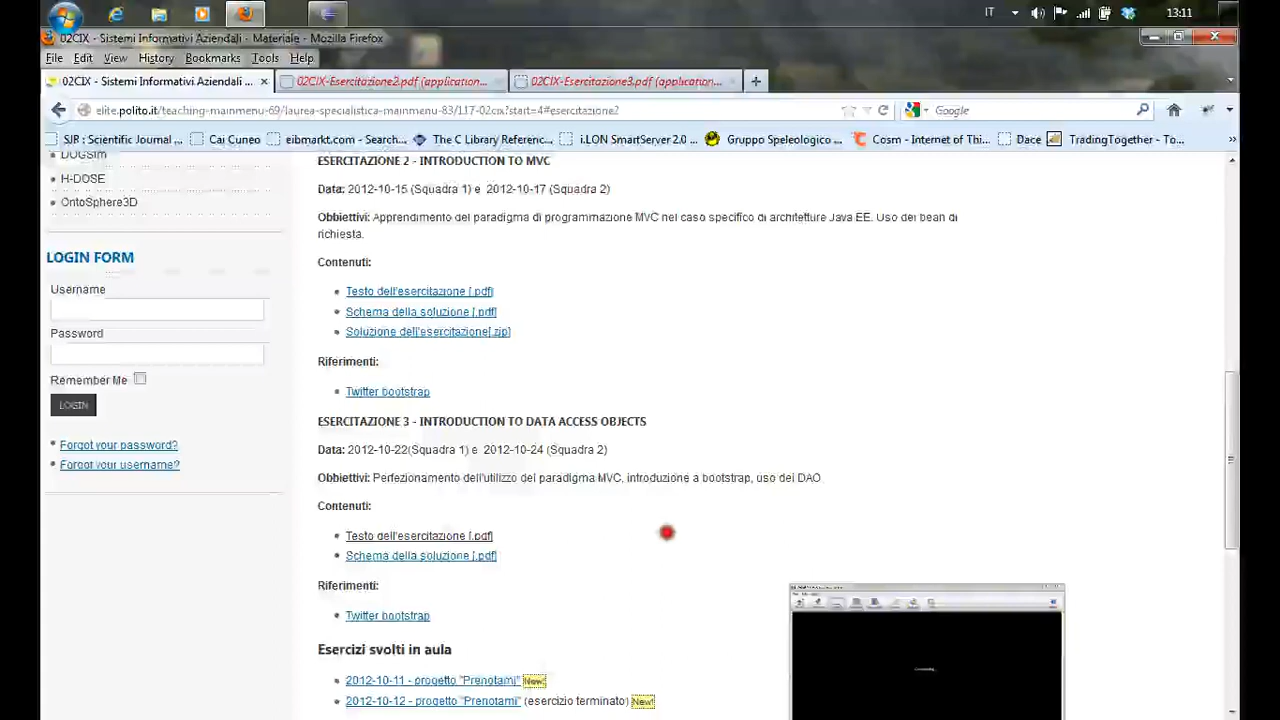 IT 13:11
02CIX - Sistemi Informativi Aziendali - Materiale - Mozilla Firefox
File Edit View History Bookmarks Tools Help
02CIX - Sistemi Informativi Aziendali ... × 02CIX-Esercitazione2.pdf (application... × 02CIX-Esercitazione3.pdf (application... × +
elite.polito.it/teaching-mainmenu-69/laurea-specialistica-mainmenu-83/117-02cix?start=4#esercitazione2 Google
SJR : Scientific Journal ... Cai Cuneo eibmarkt.com - Search... The C Library Referenc... i.LON SmartServer 2.0 ... Gruppo Speleologico ... Cosm - Internet of Thi... Dace TradingTogether - To... »
DOGSim
H-DOSE
OntoSphere3D
LOGIN FORM
Username
Password
Remember Me
LOGIN
Forgot your password?
Forgot your username?
ESERCITAZIONE 2 - INTRODUCTION TO MVC
Data: 2012-10-15 (Squadra 1) e 2012-10-17 (Squadra 2)
Obbiettivi: Apprendimento del paradigma di programmazione MVC nel caso specifico di architetture Java EE. Uso dei bean di
richiesta.
Contenuti:
Testo dell'esercitazione [.pdf]
Schema della soluzione [.pdf]
Soluzione dell'esercitazione[.zip]
Riferimenti:
Twitter bootstrap
ESERCITAZIONE 3 - INTRODUCTION TO DATA ACCESS OBJECTS
Data: 2012-10-22(Squadra 1) e 2012-10-24 (Squadra 2)
Obbiettivi: Perfezionamento dell'utilizzo del paradigma MVC, introduzione a bootstrap, uso dei DAO
Contenuti:
Testo dell'esercitazione [.pdf]
Schema della soluzione [.pdf]
Riferimenti:
Twitter bootstrap
Esercizi svolti in aula
2012-10-11 - progetto "Prenotami" New!
2012-10-12 - progetto "Prenotami" (esercizio terminato) New!